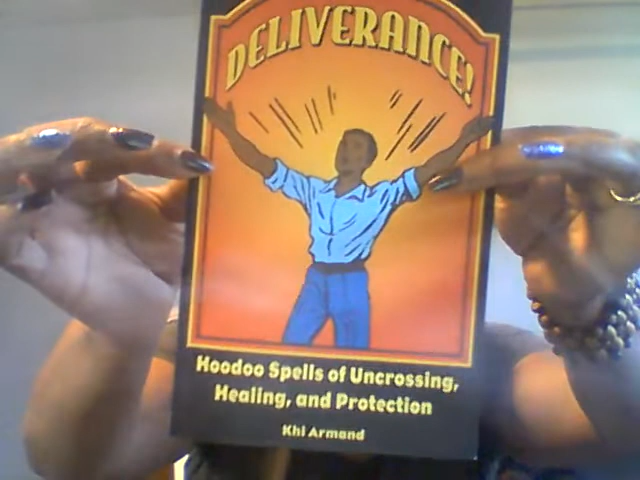 DELIVERANCE!
Hoodoo Spells of Uncrossing,
Healing, and Protection
Khi Armand